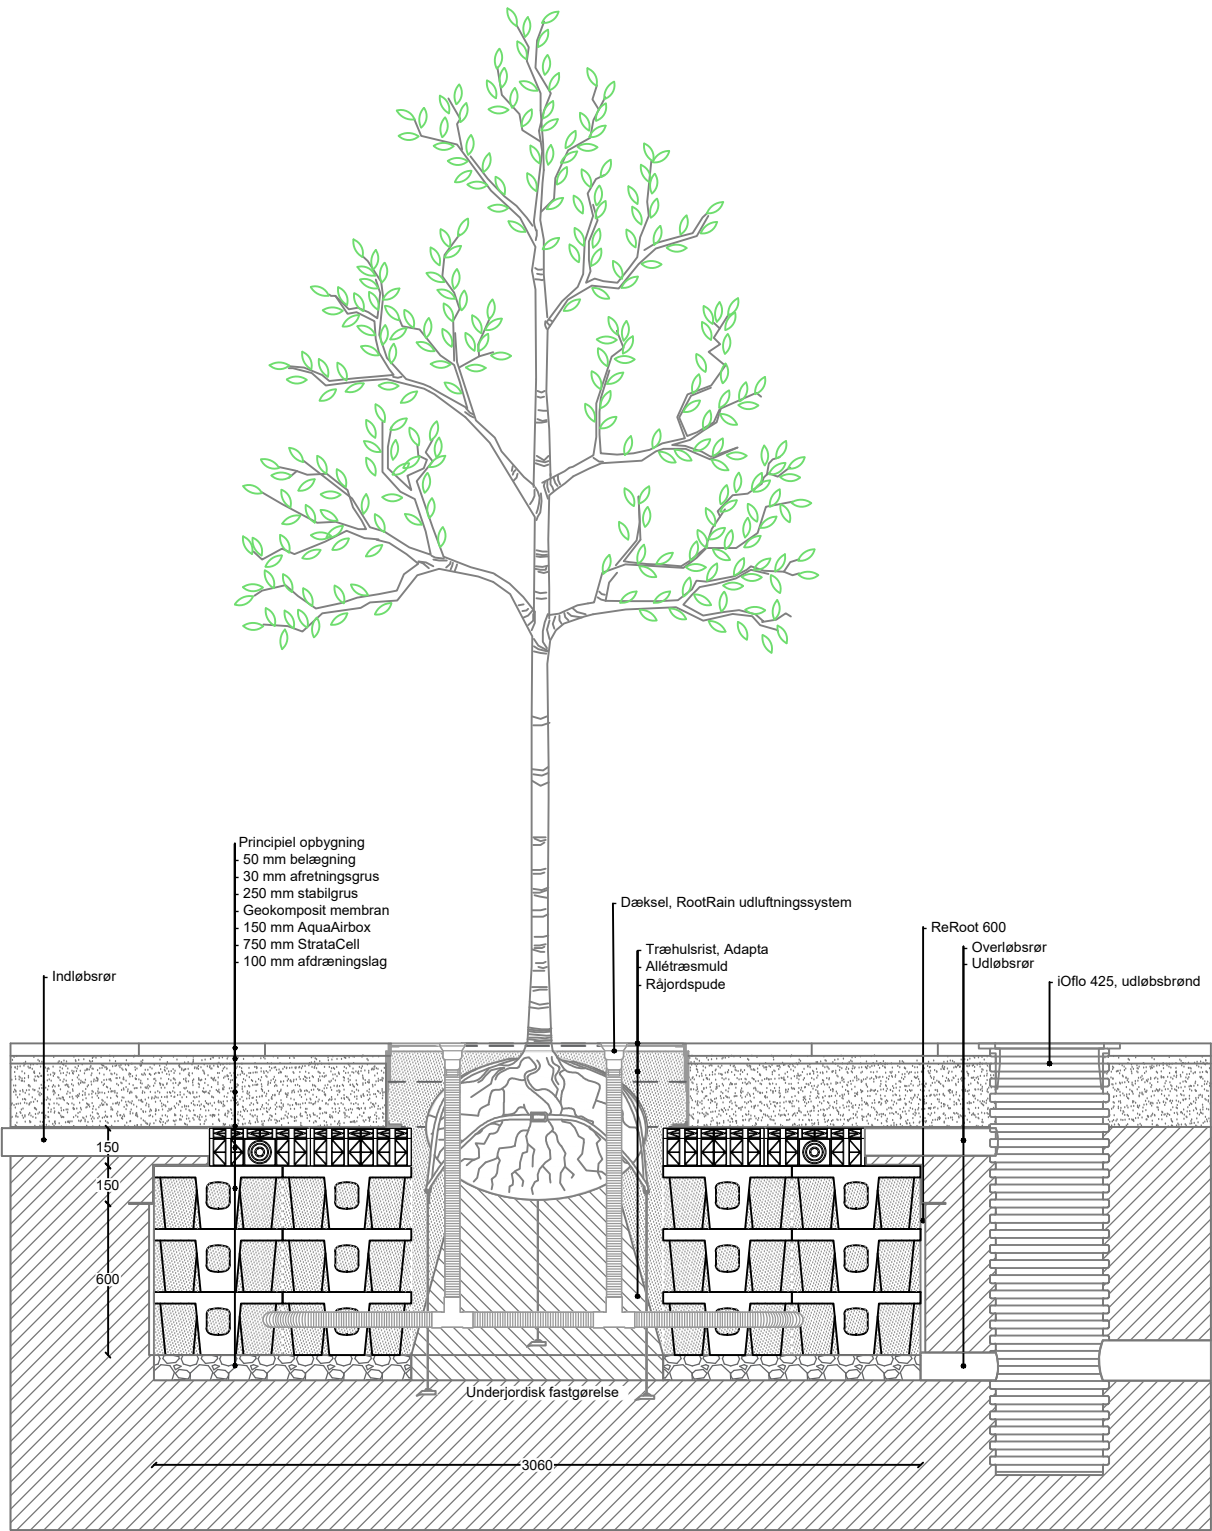 Principiel opbygning
50 mm belægning
30 mm afretningsgrus
250 mm stabilgrus
Geokomposit membran
150 mm AquaAirbox
750 mm StrataCell
100 mm afdræningslag
Indløbsrør
Dæksel, RootRain udluftningssystem
Træhulsrist, Adapta
Allétræsmuld
Råjordspude
ReRoot 600
Overløbsrør
Udløbsrør
iOflo 425, udløbsbrønd
150
150
600
Underjordisk fastgørelse
3060